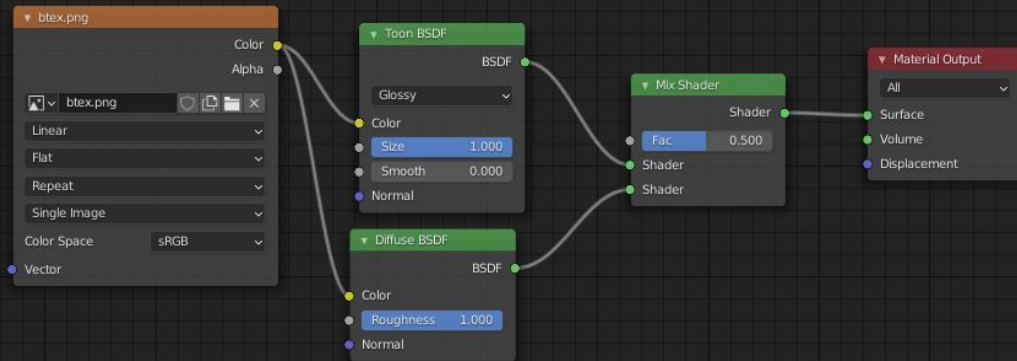 btex.png
Color
Alpha
btex.png
Linear
Flat
Repeat
Single Image
Color Space sRGB
Vector
Toon BSDF
BSDF
Glossy
Color
Size 1.000
Smooth 0.000
Normal
Diffuse BSDF
BSDF
Color
Roughness 1.000
Normal
Mix Shader
Shader
Fac 0.500
Shader
Shader
Material Output
All
Surface
Volume
Displacement